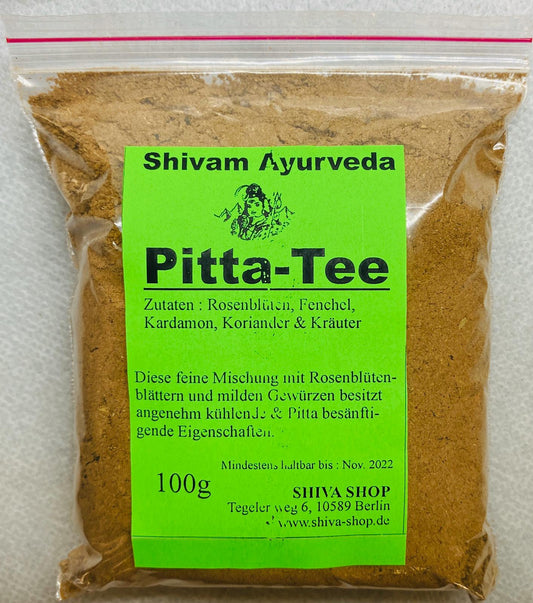 Shivam Ayurveda
Pitta-Tee
Zutaten : Rosenblüten, Fenchel,
Kardamon, Koriander & Kräuter
Diese feine Mischung mit Rosenblüten-
blättern und milden Gewürzen besitzt
angenehm kühlende & Pitta besänfti-
gende Eigenschaften.
Mindestens haltbar bis : Nov. 2022
100g
SHIVA SHOP
Tegeler weg 6, 10589 Berlin
www.shiva-shop.de